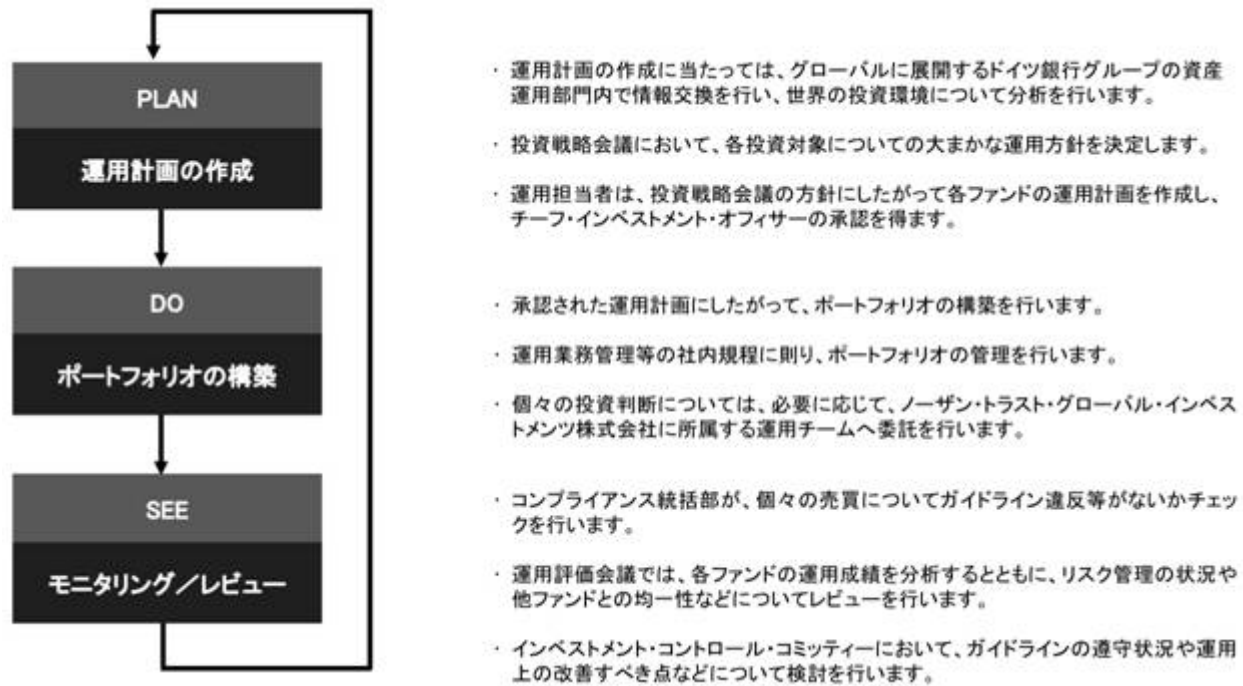 PLAN
運用計画の作成
・ 運用計画の作成に当たっては、グローバルに展開するドイツ銀行グループの資産
運用部門内で情報交換を行い、世界の投資環境について分析を行います。
・ 投資戦略会議において、各投資対象についての大まかな運用方針を決定します。
・ 運用担当者は、投資戦略会議の方針にしたがって各ファンドの運用計画を作成し、
チーフ・インベストメント・オフィサーの承認を得ます。
DO
ポートフォリオの構築
・ 承認された運用計画にしたがって、ポートフォリオの構築を行います。
・ 運用業務管理等の社内規程に則り、ポートフォリオの管理を行います。
・ 個々の投資判断については、必要に応じて、ノーザン・トラスト・グローバル・インベス
トメンツ株式会社に所属する運用チームへ委託を行います。
SEE
モニタリング／レビュー
・ コンプライアンス統括部が、個々の売買についてガイドライン違反等がないかチェッ
クを行います。
・ 運用評価会議では、各ファンドの運用成績を分析するとともに、リスク管理の状況や
他ファンドとの均一性などについてレビューを行います。
・ インベストメント・コントロール・コミッティーにおいて、ガイドラインの遵守状況や運用
上の改善すべき点などについて検討を行います。